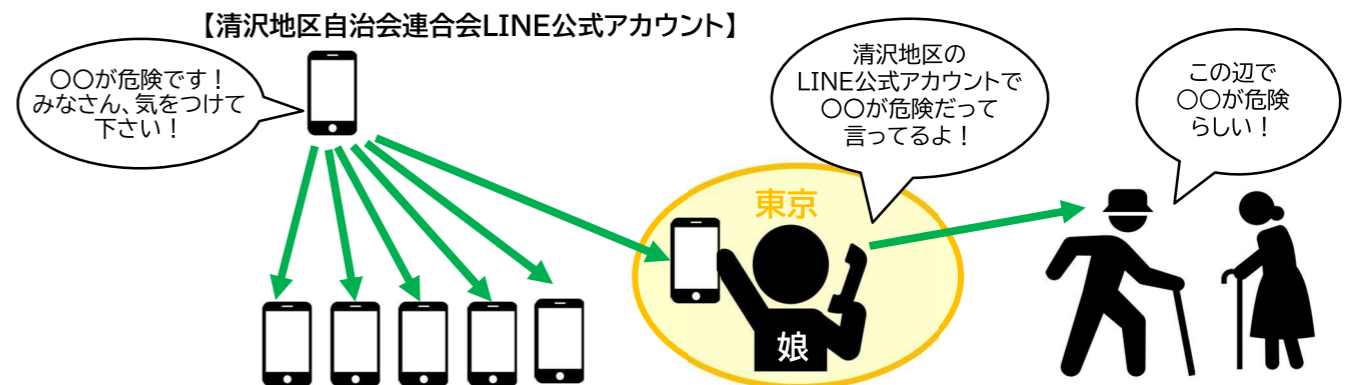 【清沢地区自治会連合会LINE公式アカウント】
〇〇が危険です！
みなさん、気をつけて
下さい！
清沢地区の
LINE公式アカウントで
〇〇が危険だって
言ってるよ！
この辺で
〇〇が危険
らしい！
東京
娘